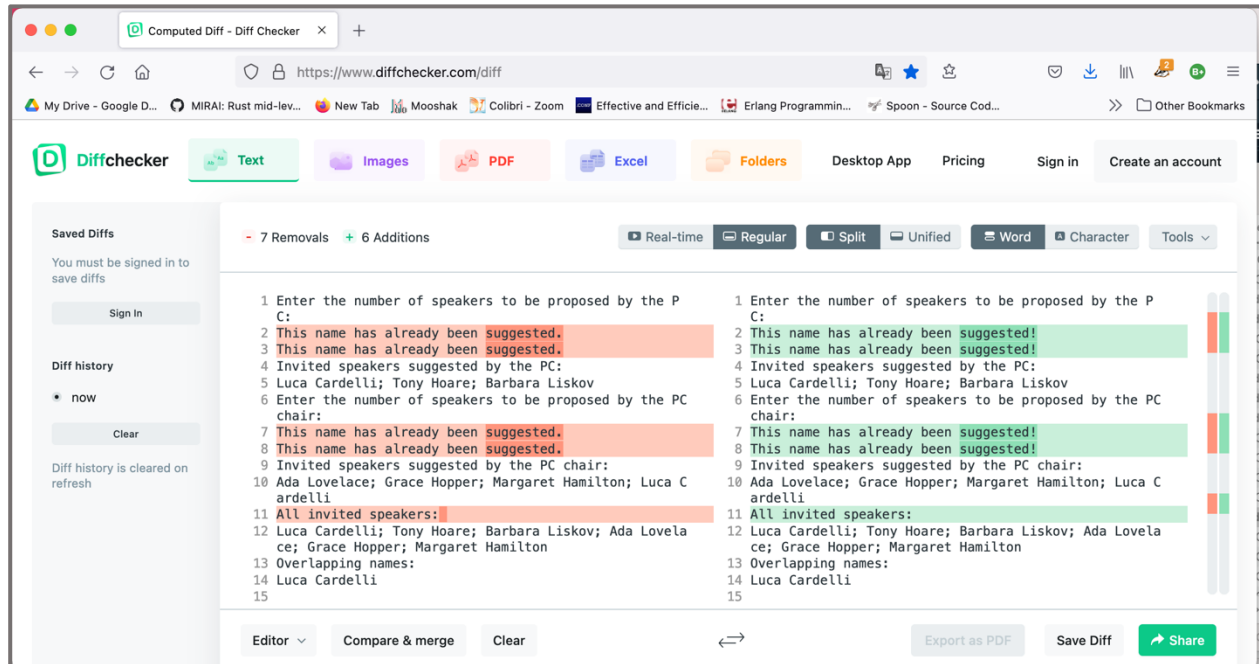 Computed Diff - Diff Checker
https://www.diffchecker.com/diff
2
B+
My Drive - Google D... MIRAI: Rust mid-lev... New Tab Mooshak Colibri - Zoom Effective and Efficie... Erlang Programmin... Spoon - Source Cod... Other Bookmarks
Diffchecker Text Images PDF Excel Folders Desktop App Pricing Sign in Create an account
Saved Diffs
You must be signed in to
save diffs
Sign In
Diff history
now
Clear
Diff history is cleared on
refresh
- 7 Removals + 6 Additions
Real-time Regular Split Unified Word Character Tools
1 Enter the number of speakers to be proposed by the P
C:
2 This name has already been suggested.
3 This name has already been suggested.
4 Invited speakers suggested by the PC:
5 Luca Cardelli; Tony Hoare; Barbara Liskov
6 Enter the number of speakers to be proposed by the PC
chair:
7 This name has already been suggested.
8 This name has already been suggested.
9 Invited speakers suggested by the PC chair:
10 Ada Lovelace; Grace Hopper; Margaret Hamilton; Luca C
ardelli
11 All invited speakers:
12 Luca Cardelli; Tony Hoare; Barbara Liskov; Ada Lovela
ce; Grace Hopper; Margaret Hamilton
13 Overlapping names:
14 Luca Cardelli
15
1 Enter the number of speakers to be proposed by the P
C:
2 This name has already been suggested!
3 This name has already been suggested!
4 Invited speakers suggested by the PC:
5 Luca Cardelli; Tony Hoare; Barbara Liskov
6 Enter the number of speakers to be proposed by the PC
chair:
7 This name has already been suggested!
8 This name has already been suggested!
9 Invited speakers suggested by the PC chair:
10 Ada Lovelace; Grace Hopper; Margaret Hamilton; Luca C
ardelli
11 All invited speakers:
12 Luca Cardelli; Tony Hoare; Barbara Liskov; Ada Lovela
ce; Grace Hopper; Margaret Hamilton
13 Overlapping names:
14 Luca Cardelli
15
Editor Compare & merge Clear Export as PDF Save Diff Share